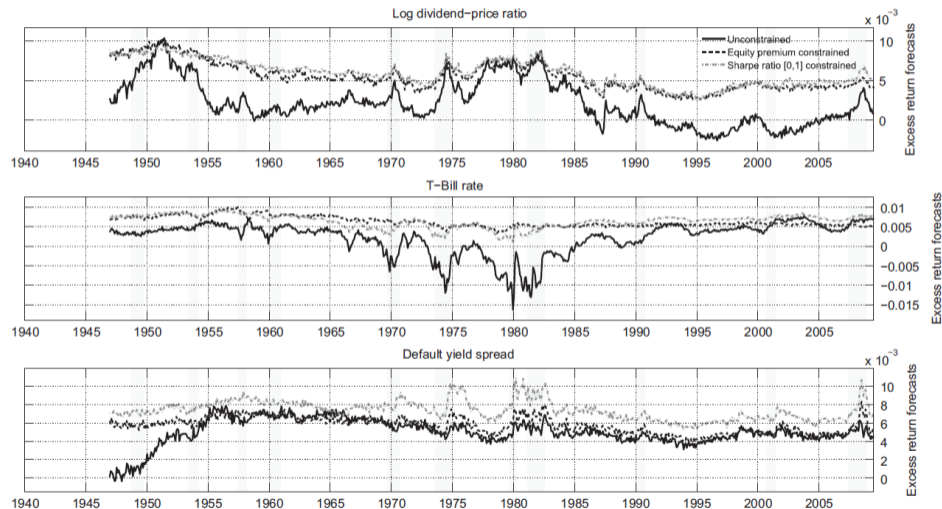 Log dividend−price ratio
x 10−3
Unconstrained
Equity premium constrained
Sharpe ratio [0,1] constrained
10
5
0
Excess return forecasts
1940 1945 1950 1955 1960 1965 1970 1975 1980 1985 1990 1995 2000 2005
T−Bill rate
0.01
0.005
0
−0.005
−0.01
−0.015
Excess return forecasts
1940 1945 1950 1955 1960 1965 1970 1975 1980 1985 1990 1995 2000 2005
Default yield spread
x 10−3
10
8
6
4
2
0
Excess return forecasts
1940 1945 1950 1955 1960 1965 1970 1975 1980 1985 1990 1995 2000 2005